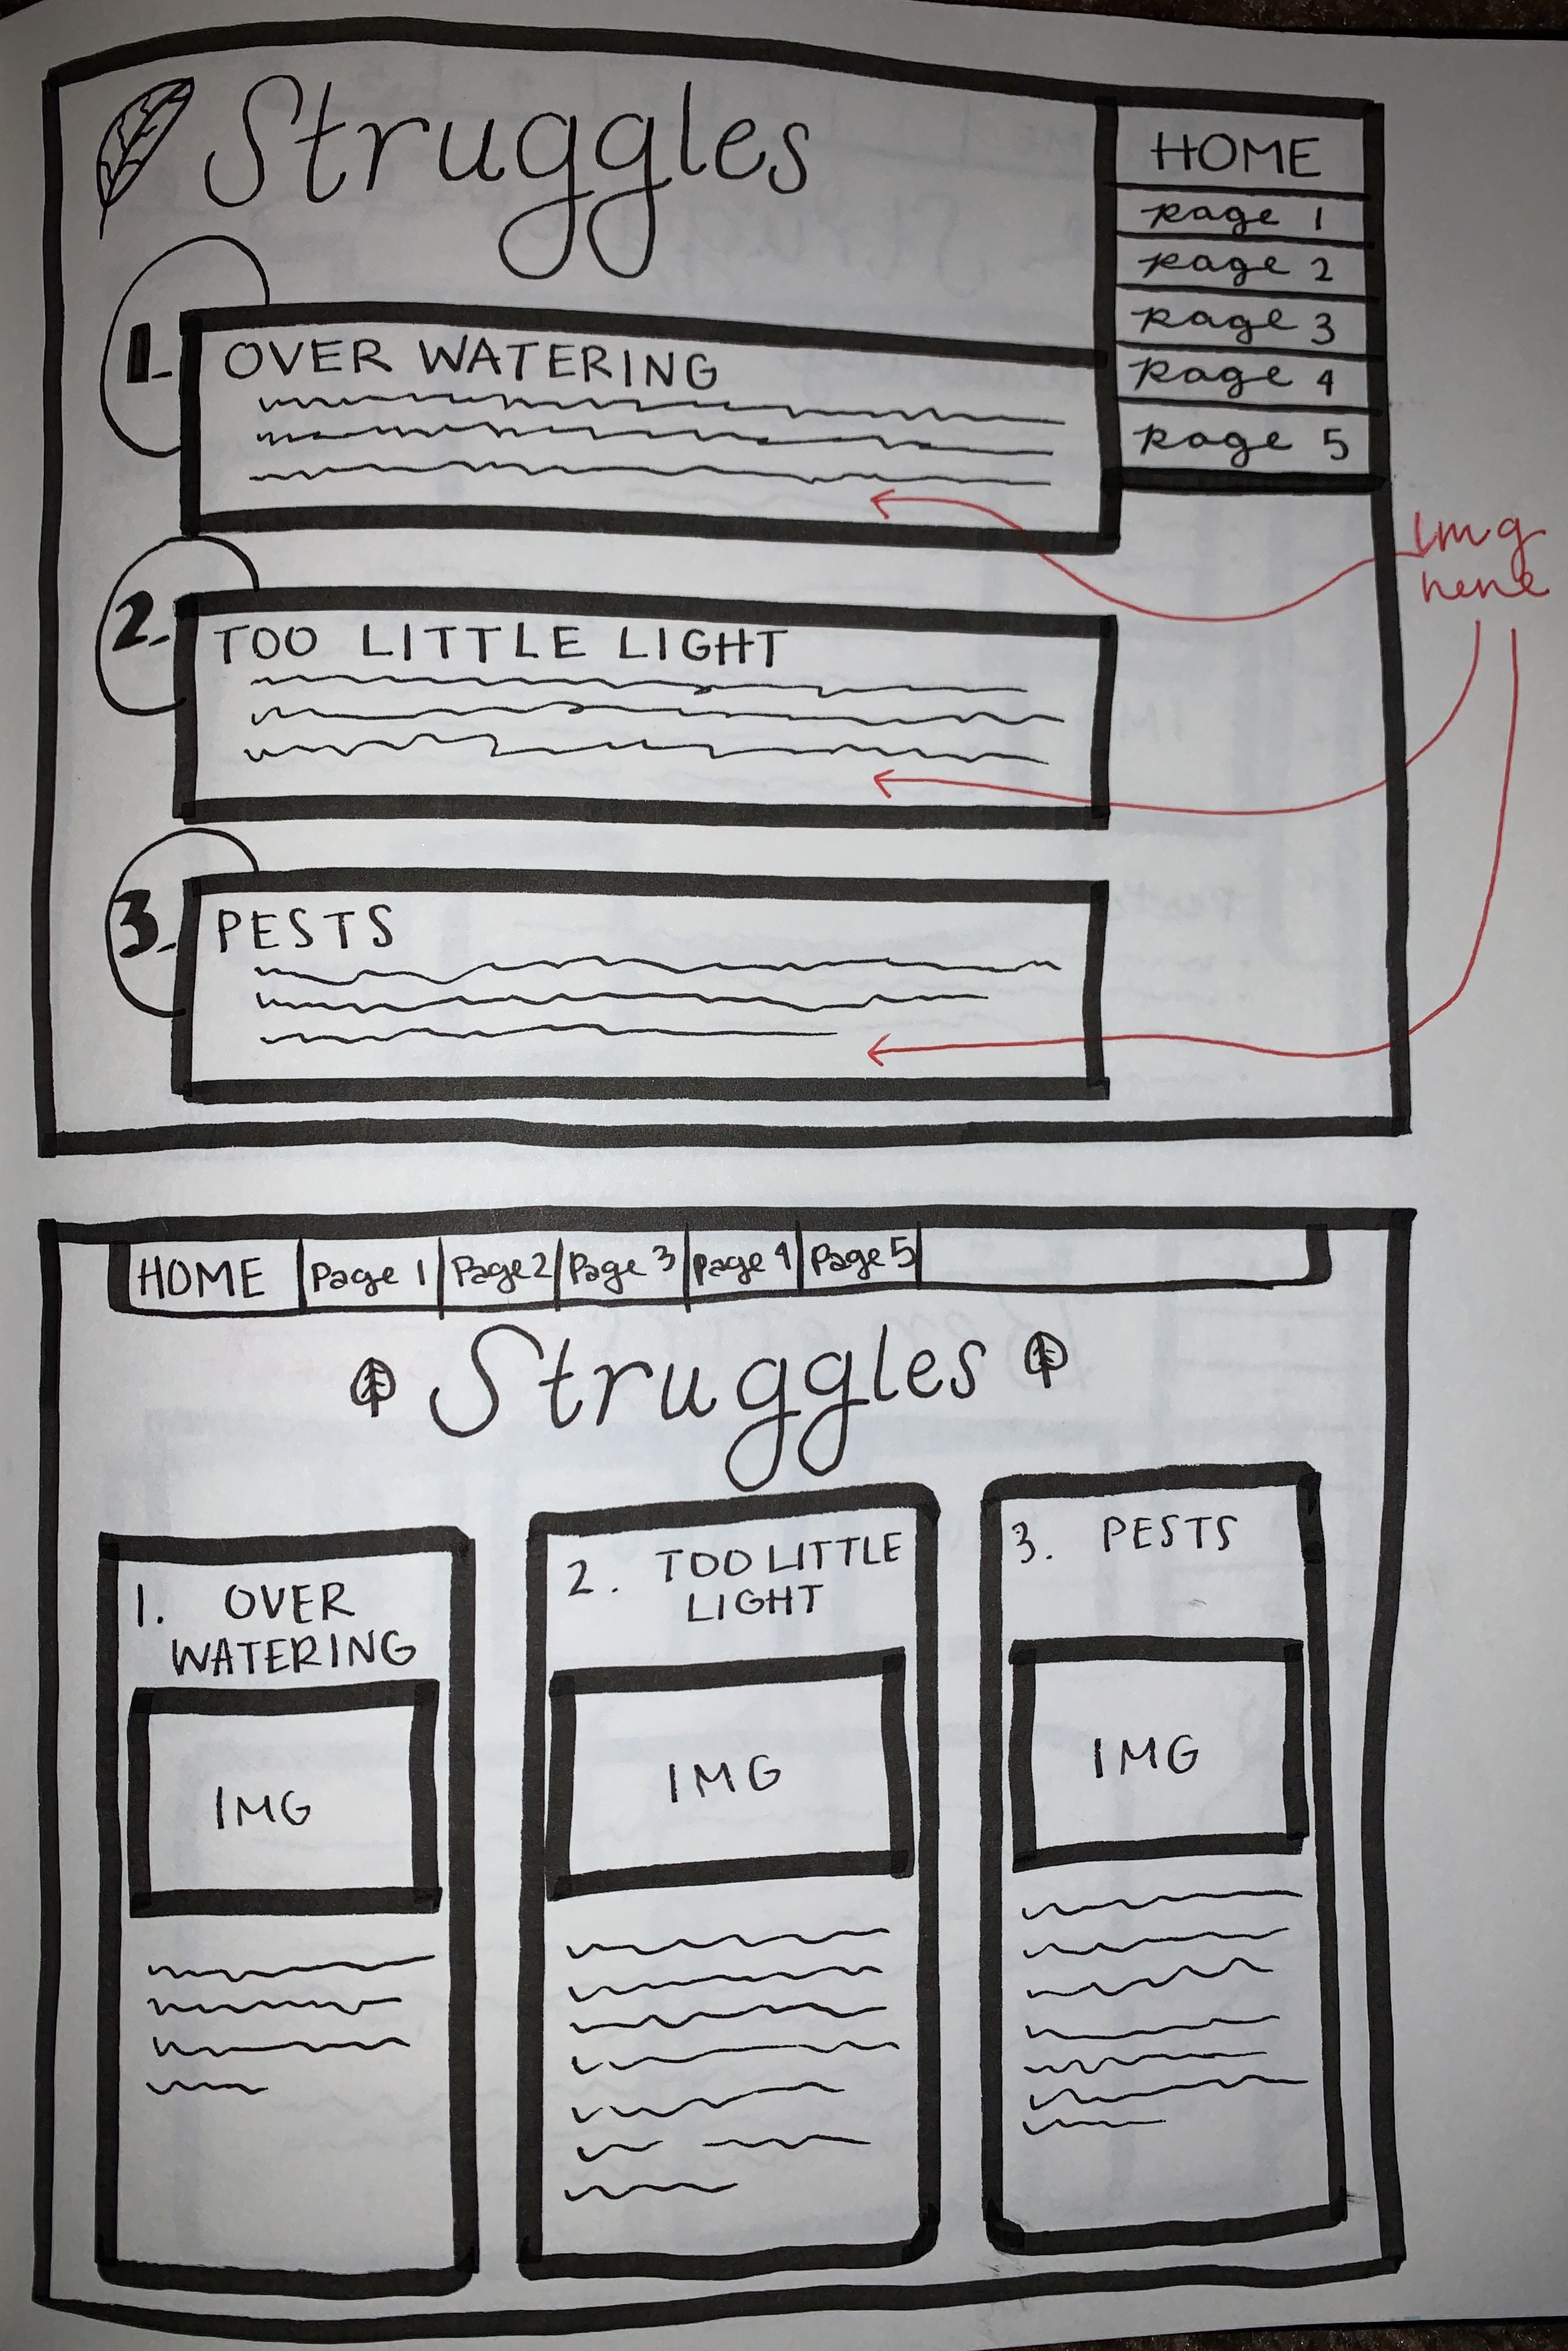 Struggles
HOME
page 1
page 2
page 3
page 4
page 5
1.
OVER WATERING
img
here
2.
TOO LITTLE LIGHT
3.
PESTS
HOME Page 1 Page 2 Page 3 page 4 Page 5
Struggles
1. OVER
WATERING
IMG
2. TOO LITTLE
LIGHT
IMG
3. PESTS
IMG